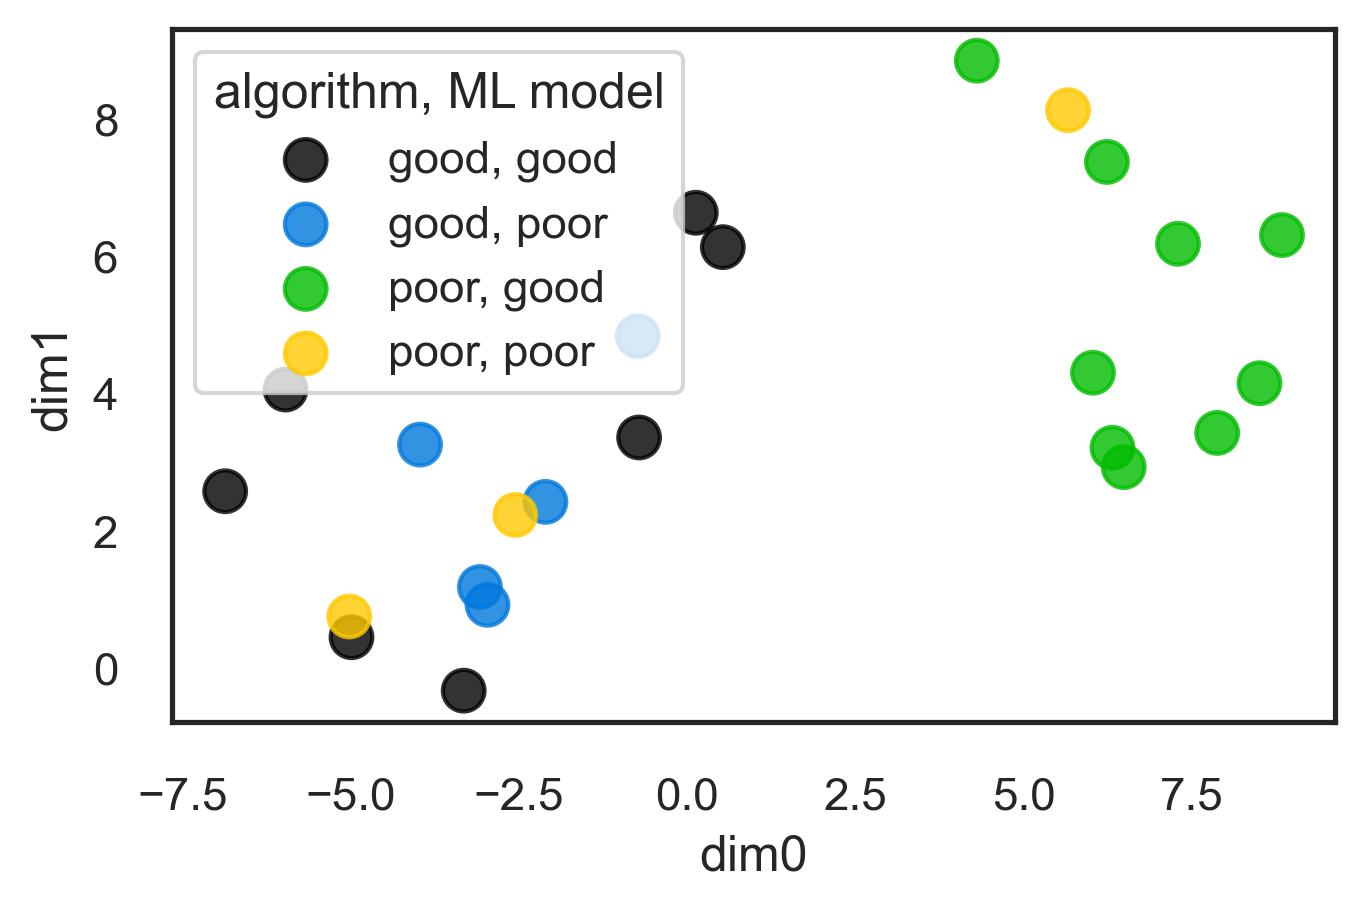 algorithm, ML model
good, good
good, poor
poor, good
poor, poor
8
6
4
2
0
dim1
−7.5 −5.0 −2.5 0.0 2.5 5.0 7.5
dim0